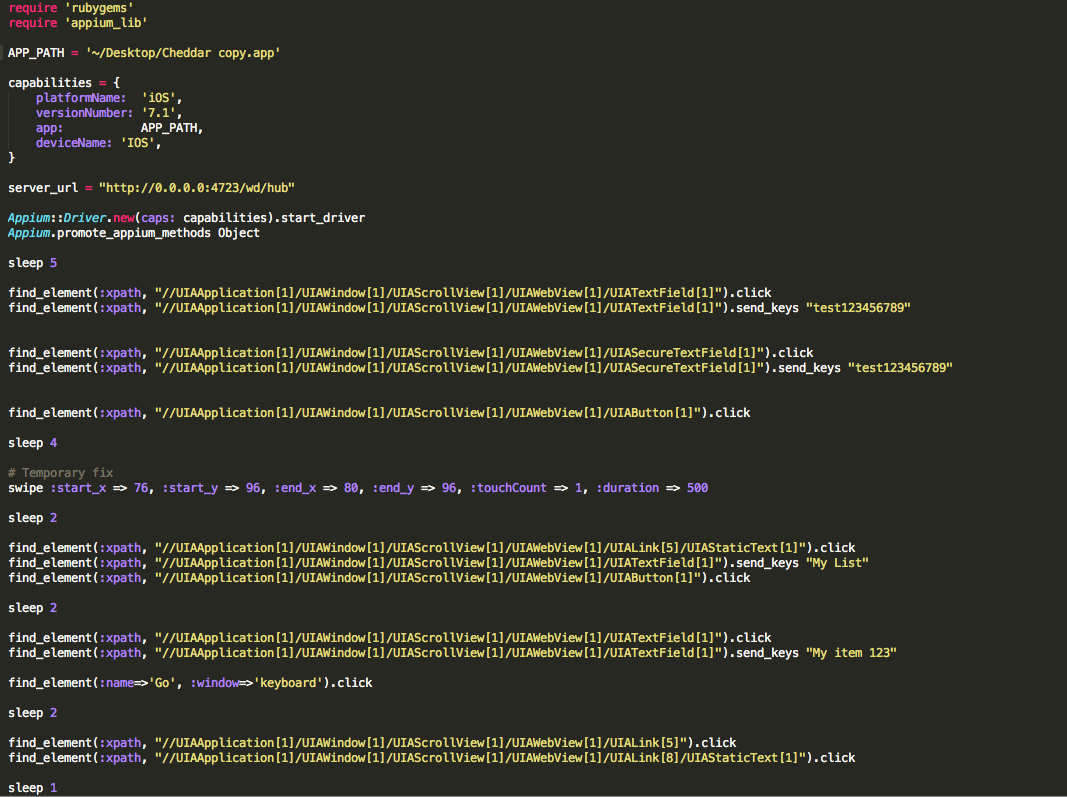 require 'rubygems'
require 'appium_lib'
APP_PATH = '~/Desktop/Cheddar copy.app'
capabilities = {
    platformName:  'iOS',
    versionNumber: '7.1',
    app:           APP_PATH,
    deviceName: 'IOS',
}
server_url = "http://0.0.0.0:4723/wd/hub"
Appium::Driver.new(caps: capabilities).start_driver
Appium.promote_appium_methods Object
sleep 5
find_element(:xpath, "//UIAApplication[1]/UIAWindow[1]/UIAScrollView[1]/UIAWebView[1]/UIATextField[1]").click
find_element(:xpath, "//UIAApplication[1]/UIAWindow[1]/UIAScrollView[1]/UIAWebView[1]/UIATextField[1]").send_keys "test123456789"
find_element(:xpath, "//UIAApplication[1]/UIAWindow[1]/UIAScrollView[1]/UIAWebView[1]/UIASecureTextField[1]").click
find_element(:xpath, "//UIAApplication[1]/UIAWindow[1]/UIAScrollView[1]/UIAWebView[1]/UIASecureTextField[1]").send_keys "test123456789"
find_element(:xpath, "//UIAApplication[1]/UIAWindow[1]/UIAScrollView[1]/UIAWebView[1]/UIAButton[1]").click
sleep 4
# Temporary fix
swipe :start_x => 76, :start_y => 96, :end_x => 80, :end_y => 96, :touchCount => 1, :duration => 500
sleep 2
find_element(:xpath, "//UIAApplication[1]/UIAWindow[1]/UIAScrollView[1]/UIAWebView[1]/UIALink[5]/UIAStaticText[1]").click
find_element(:xpath, "//UIAApplication[1]/UIAWindow[1]/UIAScrollView[1]/UIAWebView[1]/UIATextField[1]").send_keys "My List"
find_element(:xpath, "//UIAApplication[1]/UIAWindow[1]/UIAScrollView[1]/UIAWebView[1]/UIAButton[1]").click
sleep 2
find_element(:xpath, "//UIAApplication[1]/UIAWindow[1]/UIAScrollView[1]/UIAWebView[1]/UIATextField[1]").click
find_element(:xpath, "//UIAApplication[1]/UIAWindow[1]/UIAScrollView[1]/UIAWebView[1]/UIATextField[1]").send_keys "My item 123"
find_element(:name=>'Go', :window=>'keyboard').click
sleep 2
find_element(:xpath, "//UIAApplication[1]/UIAWindow[1]/UIAScrollView[1]/UIAWebView[1]/UIALink[5]").click
find_element(:xpath, "//UIAApplication[1]/UIAWindow[1]/UIAScrollView[1]/UIAWebView[1]/UIALink[8]/UIAStaticText[1]").click
sleep 1